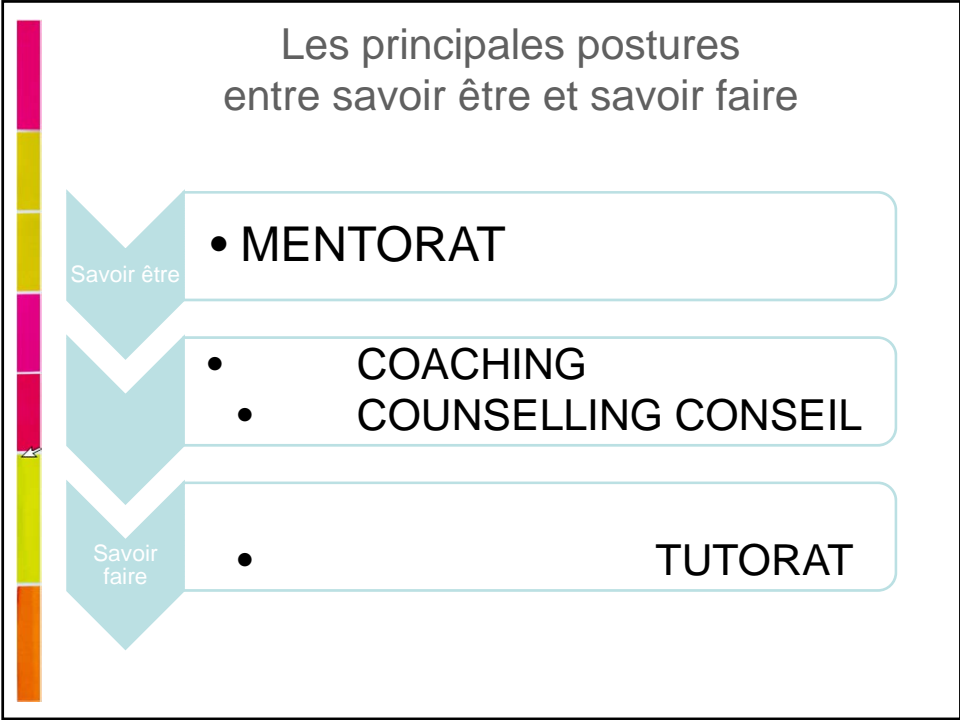 Les principales postures
entre savoir être et savoir faire
Savoir être
• MENTORAT
• COACHING
• COUNSELLING CONSEIL
Savoir
faire
• TUTORAT